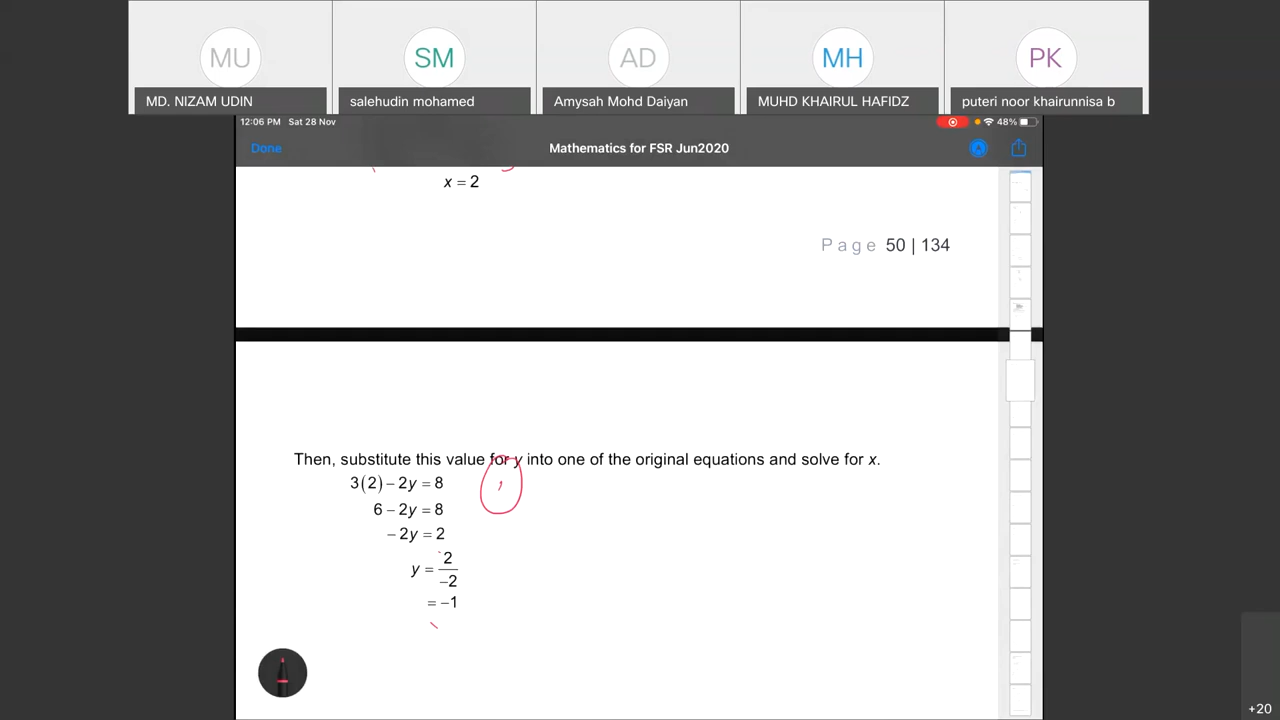 MU
SM
AD
MH
PK
MD. NIZAM UDIN
salehudin mohamed
Amysah Mohd Daiyan
MUHD KHAIRUL HAFIDZ
puteri noor khairunnisa b
12:06 PM Sat 28 Nov
48%
Done
Mathematics for FSR Jun2020
x = 2
Page 50 | 134
Then, substitute this value for y into one of the original equations and solve for x.
3(2) − 2y = 8
6 − 2y = 8
− 2y = 2
y = 2/−2
= −1
+20